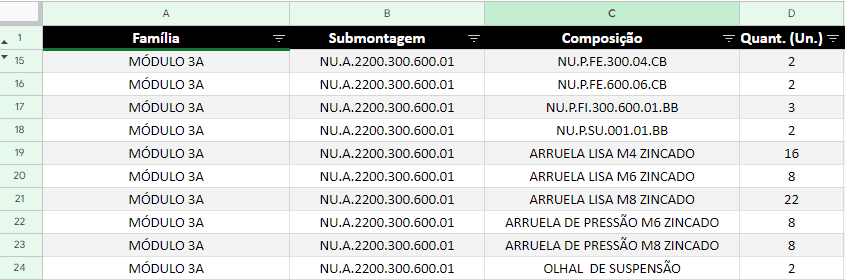 A B C D
1 Família Submontagem Composição Quant. (Un.)
15 MÓDULO 3A NU.A.2200.300.600.01 NU.P.FE.300.04.CB 2
16 MÓDULO 3A NU.A.2200.300.600.01 NU.P.FE.600.06.CB 2
17 MÓDULO 3A NU.A.2200.300.600.01 NU.P.FI.300.600.01.BB 3
18 MÓDULO 3A NU.A.2200.300.600.01 NU.P.SU.001.01.BB 2
19 MÓDULO 3A NU.A.2200.300.600.01 ARRUELA LISA M4 ZINCADO 16
20 MÓDULO 3A NU.A.2200.300.600.01 ARRUELA LISA M6 ZINCADO 8
21 MÓDULO 3A NU.A.2200.300.600.01 ARRUELA LISA M8 ZINCADO 22
22 MÓDULO 3A NU.A.2200.300.600.01 ARRUELA DE PRESSÃO M6 ZINCADO 8
23 MÓDULO 3A NU.A.2200.300.600.01 ARRUELA DE PRESSÃO M8 ZINCADO 8
24 MÓDULO 3A NU.A.2200.300.600.01 OLHAL  DE SUSPENSÃO 2